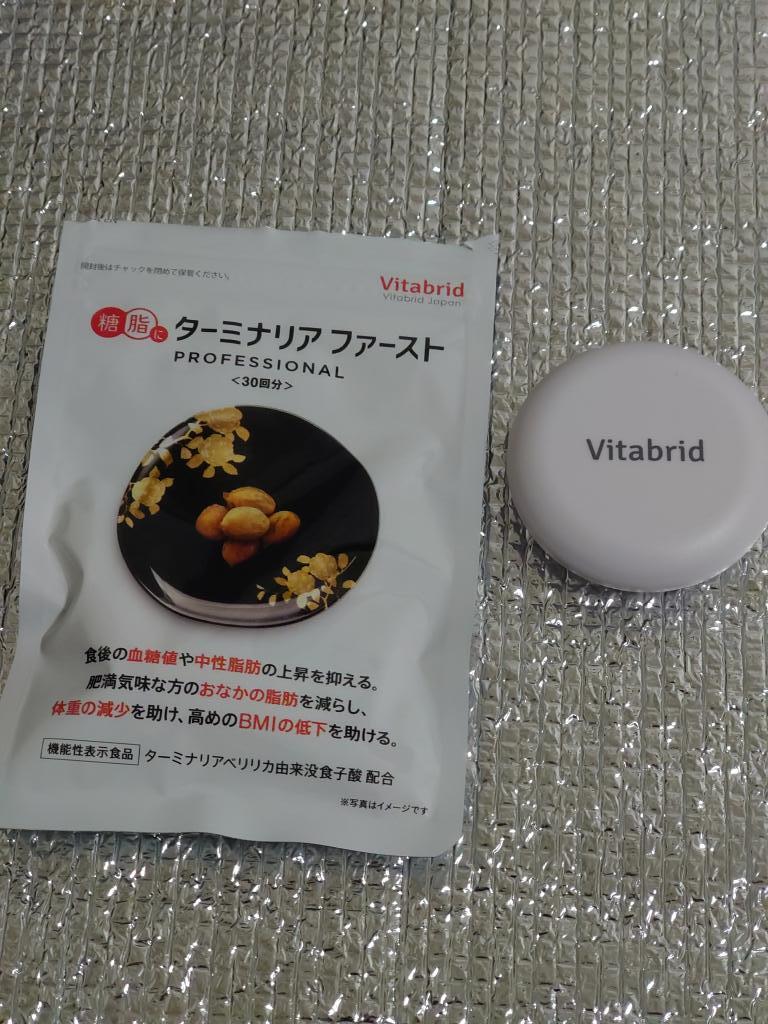 開封後はチャックを閉めて保管ください。
Vitabrid
Vitabrid Japan
糖脂に ターミナリア ファースト
PROFESSIONAL
<30回分>
食後の血糖値や中性脂肪の上昇を抑える。
肥満気味な方のおなかの脂肪を減らし、
体重の減少を助け、高めのBMIの低下を助ける。
機能性表示食品 ターミナリアベリリカ由来没食子酸 配合
※写真はイメージです
Vitabrid